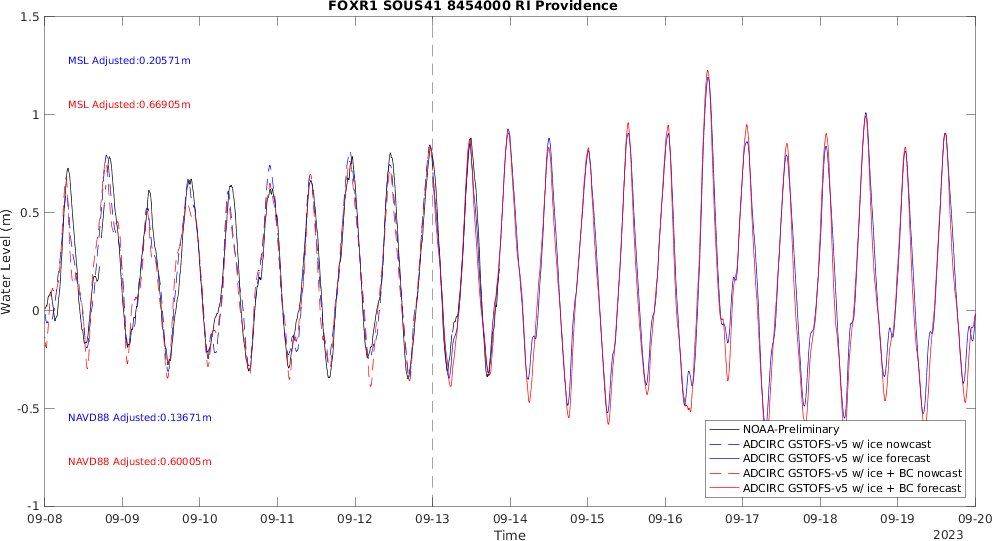 FOXR1 SOUS41 8454000 RI Providence
1.5
1
0.5
0
-0.5
-1
Water Level (m)
MSL Adjusted:0.20571m
MSL Adjusted:0.66905m
NAVD88 Adjusted:0.13671m
NAVD88 Adjusted:0.60005m
NOAA-Preliminary
ADCIRC GSTOFS-v5 w/ ice nowcast
ADCIRC GSTOFS-v5 w/ ice forecast
ADCIRC GSTOFS-v5 w/ ice + BC nowcast
ADCIRC GSTOFS-v5 w/ ice + BC forecast
09-08 09-09 09-10 09-11 09-12 09-13 09-14 09-15 09-16 09-17 09-18 09-19 09-20
Time
2023